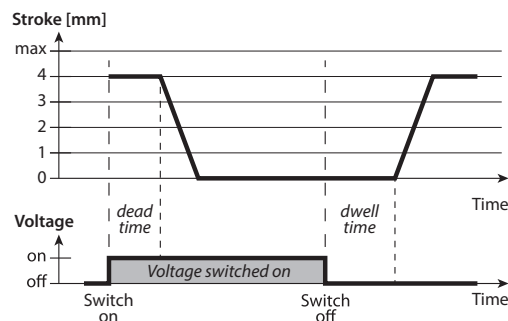 Stroke [mm]
max
4
3
2
1
0
Time
dead
time
dwell
time
Voltage
on
off
Voltage switched on
Time
Switch
on
Switch
off